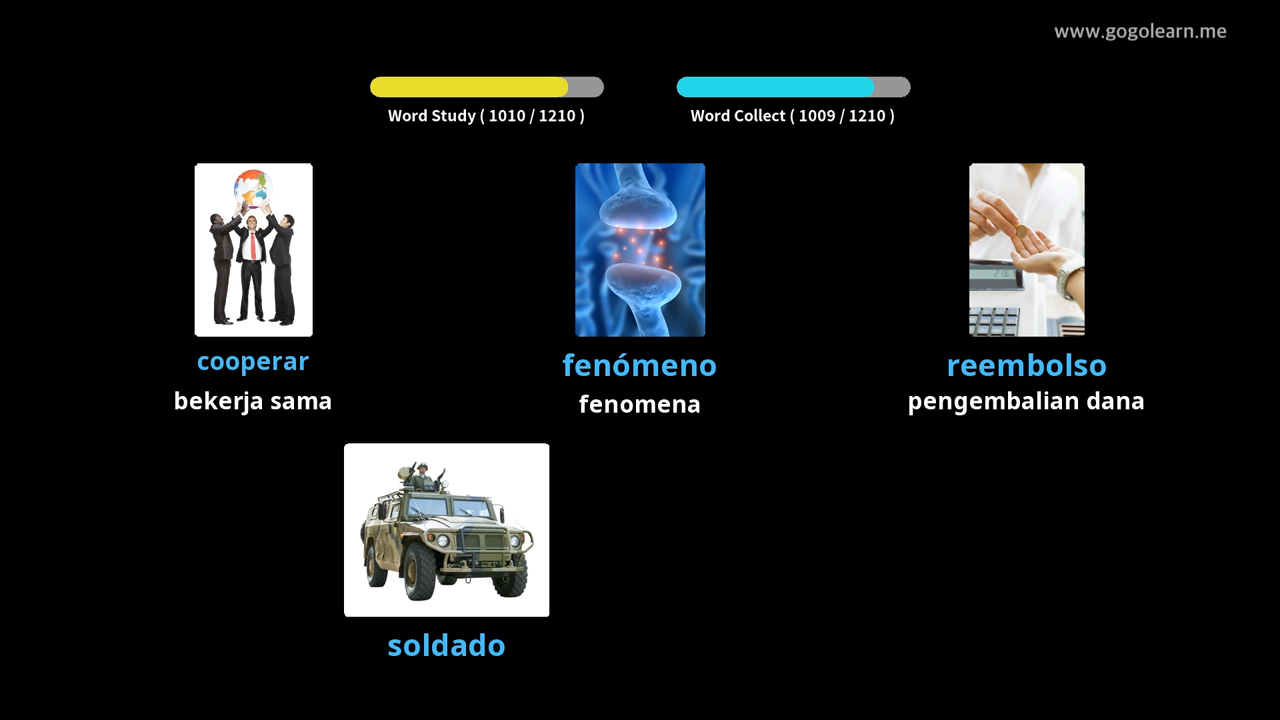 www.gogolearn.me
Word Study ( 1010 / 1210 )
Word Collect ( 1009 / 1210 )
cooperar
bekerja sama
fenómeno
fenomena
reembolso
pengembalian dana
soldado